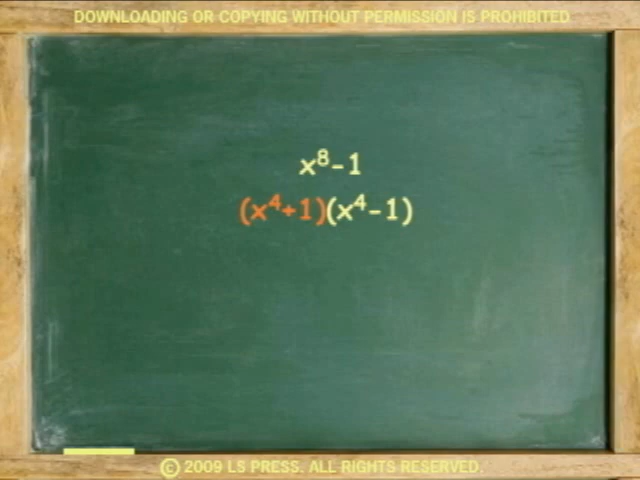 DOWNLOADING OR COPYING WITHOUT PERMISSION IS PROHIBITED
x⁸-1
(x⁴+1)(x⁴-1)
© 2009 LS PRESS. ALL RIGHTS RESERVED.